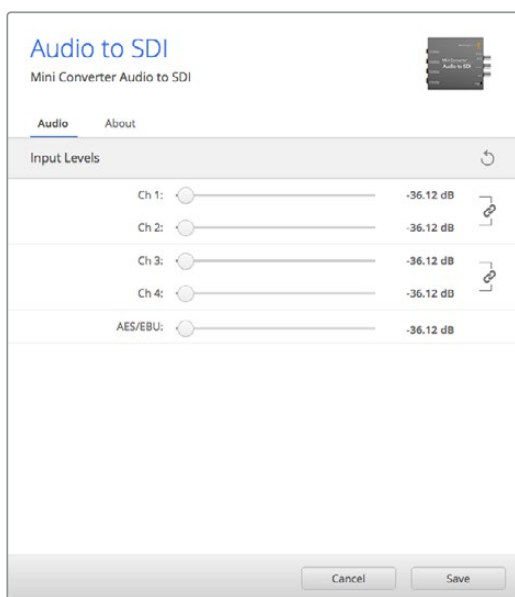 Audio to SDI
Mini Converter Audio to SDI
Audio About
Input Levels
Ch 1: -36.12 dB
Ch 2: -36.12 dB
Ch 3: -36.12 dB
Ch 4: -36.12 dB
AES/EBU: -36.12 dB
Cancel Save